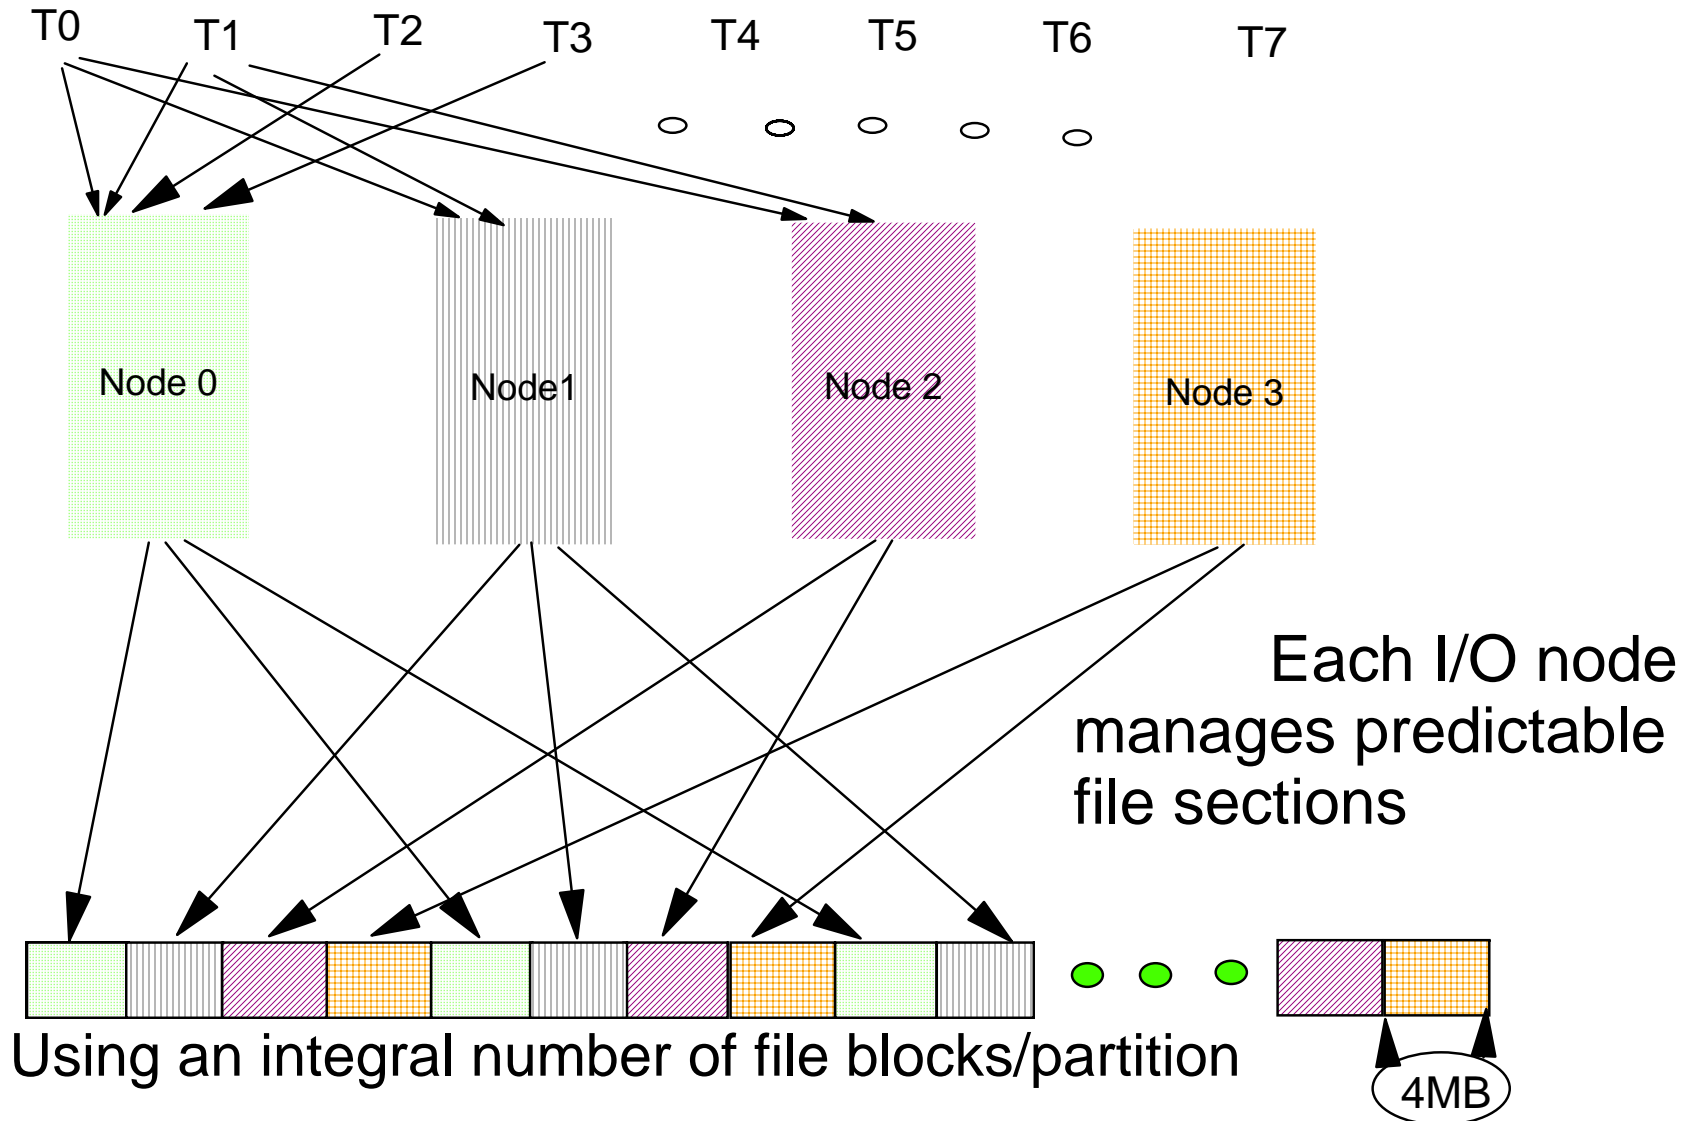 T0 T1 T2 T3 T4 T5 T6 T7
Node 0 Node1 Node 2 Node 3
Each I/O node
manages predictable
file sections
Using an integral number of file blocks/partition
4MB